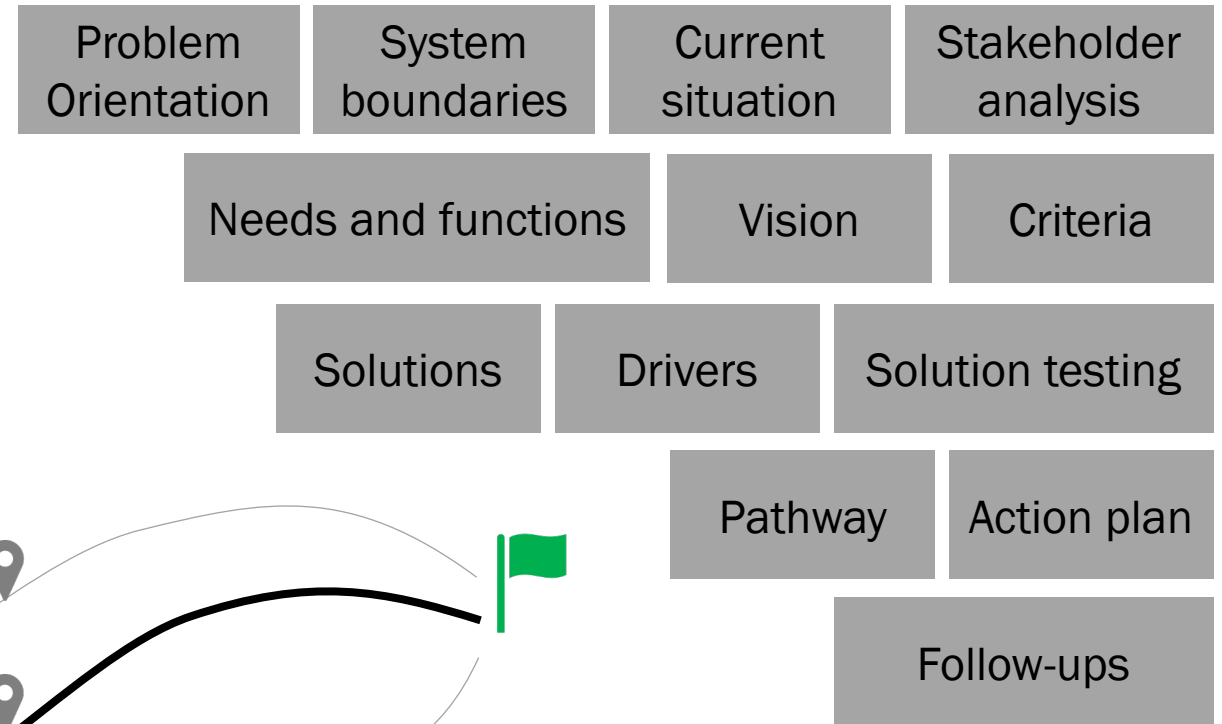 Problem
Orientation
System
boundaries
Current
situation
Stakeholder
analysis
Needs and functions
Vision
Criteria
Solutions
Drivers
Solution testing
Pathway
Action plan
Follow-ups